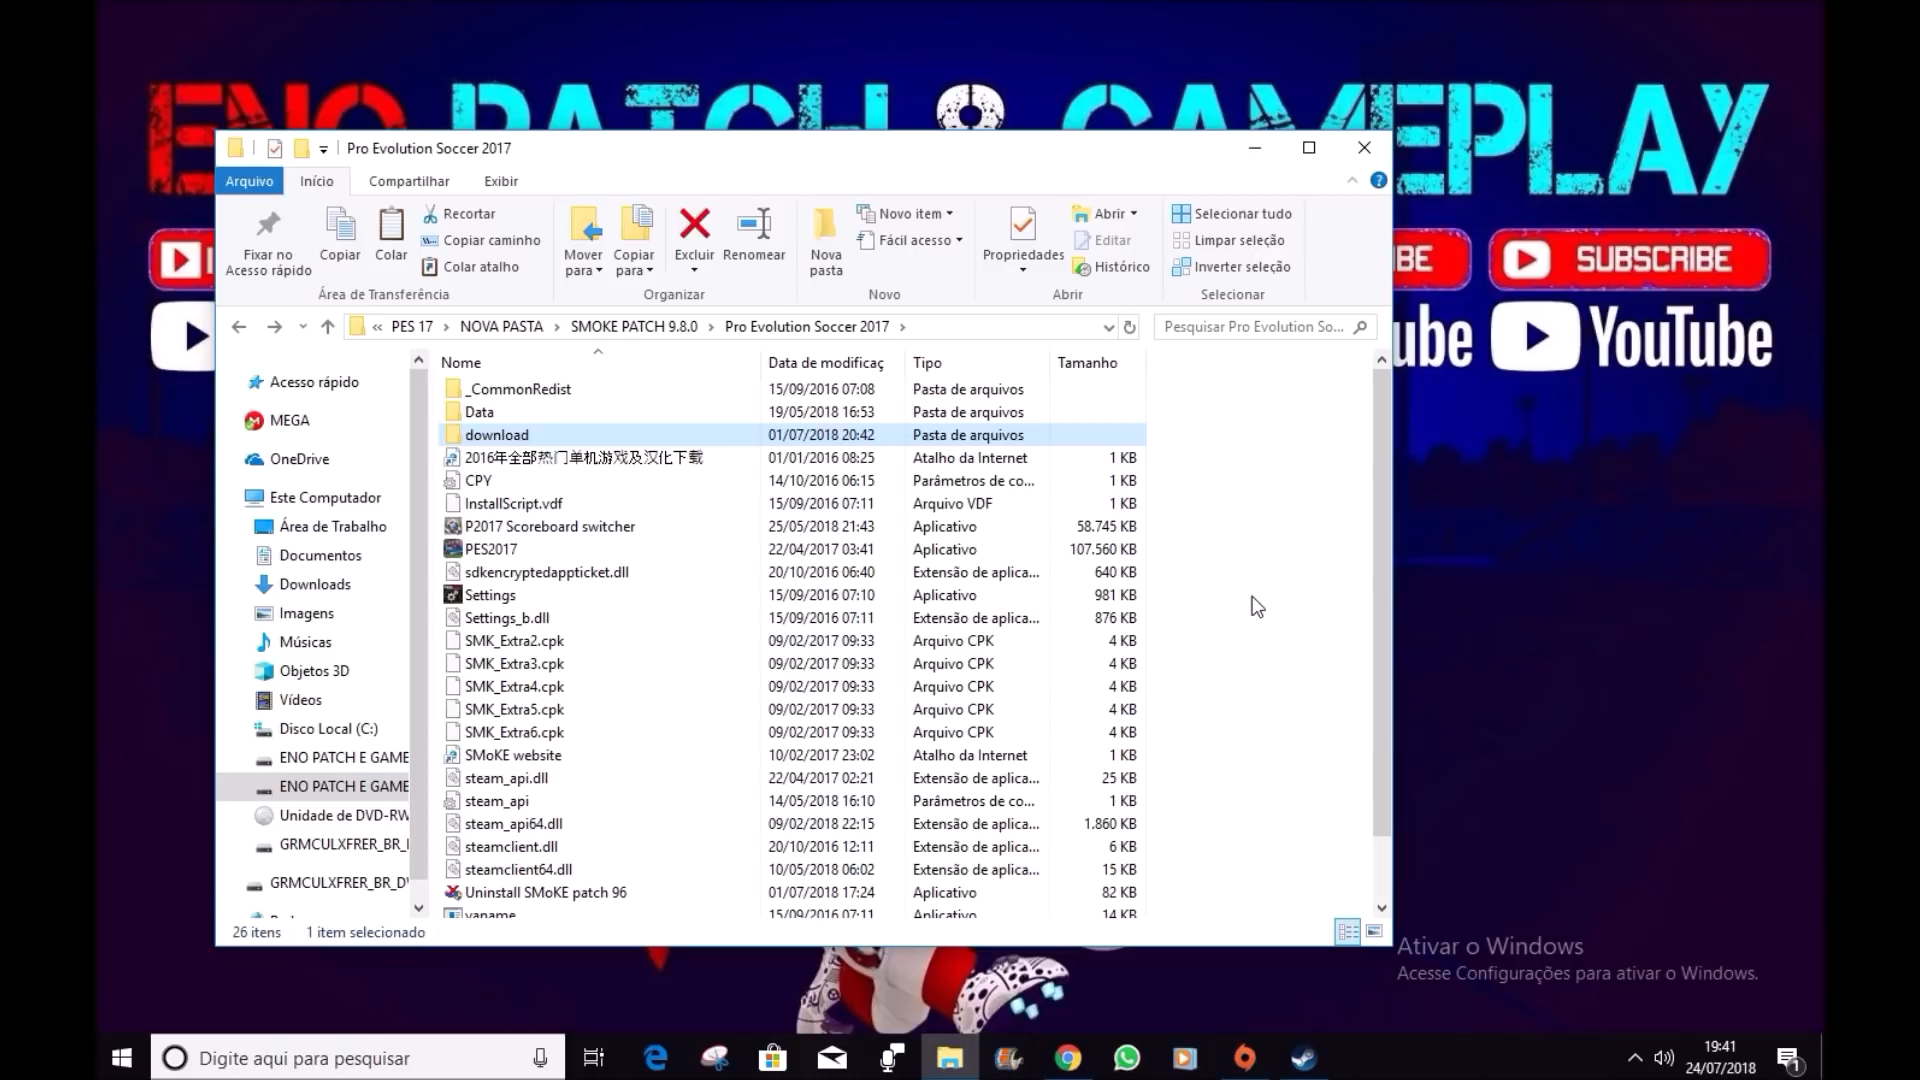 ENO PATCH & GAMEPLAY
Pro Evolution Soccer 2017
Arquivo Início Compartilhar Exibir
Fixar no Acesso rápido
Copiar
Colar
Recortar
Copiar caminho
Colar atalho
Área de Transferência
Mover para
Copiar para
Excluir
Renomear
Organizar
Nova pasta
Novo item
Fácil acesso
Novo
Propriedades
Abrir
Editar
Histórico
Abrir
Selecionar tudo
Limpar seleção
Inverter seleção
Selecionar
BE
SUBSCRIBE
ube
YouTube
« PES 17 › NOVA PASTA › SMOKE PATCH 9.8.0 › Pro Evolution Soccer 2017 ›
Pesquisar Pro Evolution So...
Acesso rápido
MEGA
OneDrive
Este Computador
Área de Trabalho
Documentos
Downloads
Imagens
Músicas
Objetos 3D
Vídeos
Disco Local (C:)
ENO PATCH E GAME
ENO PATCH E GAME
Unidade de DVD-RW
GRMCULXFRER_BR_
GRMCULXFRER_BR_D
Nome Data de modificaç Tipo Tamanho
_CommonRedist 15/09/2016 07:08 Pasta de arquivos
Data 19/05/2018 16:53 Pasta de arquivos
download 01/07/2018 20:42 Pasta de arquivos
2016年全部热门单机游戏及汉化下载 01/01/2016 08:25 Atalho da Internet 1 KB
CPY 14/10/2016 06:15 Parâmetros de co... 1 KB
InstallScript.vdf 15/09/2016 07:11 Arquivo VDF 1 KB
P2017 Scoreboard switcher 25/05/2018 21:43 Aplicativo 58.745 KB
PES2017 22/04/2017 03:41 Aplicativo 107.560 KB
sdkencryptedappticket.dll 20/10/2016 06:40 Extensão de aplica... 640 KB
Settings 15/09/2016 07:10 Aplicativo 981 KB
Settings_b.dll 15/09/2016 07:11 Extensão de aplica... 876 KB
SMK_Extra2.cpk 09/02/2017 09:33 Arquivo CPK 4 KB
SMK_Extra3.cpk 09/02/2017 09:33 Arquivo CPK 4 KB
SMK_Extra4.cpk 09/02/2017 09:33 Arquivo CPK 4 KB
SMK_Extra5.cpk 09/02/2017 09:33 Arquivo CPK 4 KB
SMK_Extra6.cpk 09/02/2017 09:33 Arquivo CPK 4 KB
SMoKE website 10/02/2017 23:02 Atalho da Internet 1 KB
steam_api.dll 22/04/2017 02:21 Extensão de aplica... 25 KB
steam_api 14/05/2018 16:10 Parâmetros de co... 1 KB
steam_api64.dll 09/02/2018 22:15 Extensão de aplica... 1.860 KB
steamclient.dll 20/10/2016 12:11 Extensão de aplica... 6 KB
steamclient64.dll 10/05/2018 06:02 Extensão de aplica... 15 KB
Uninstall SMoKE patch 96 01/07/2018 17:24 Aplicativo 82 KB
vaname 15/09/2016 07:11 Aplicativo 14 KB
26 itens 1 item selecionado
Ativar o Windows
Acesse Configurações para ativar o Windows.
Digite aqui para pesquisar
19:41
24/07/2018
1